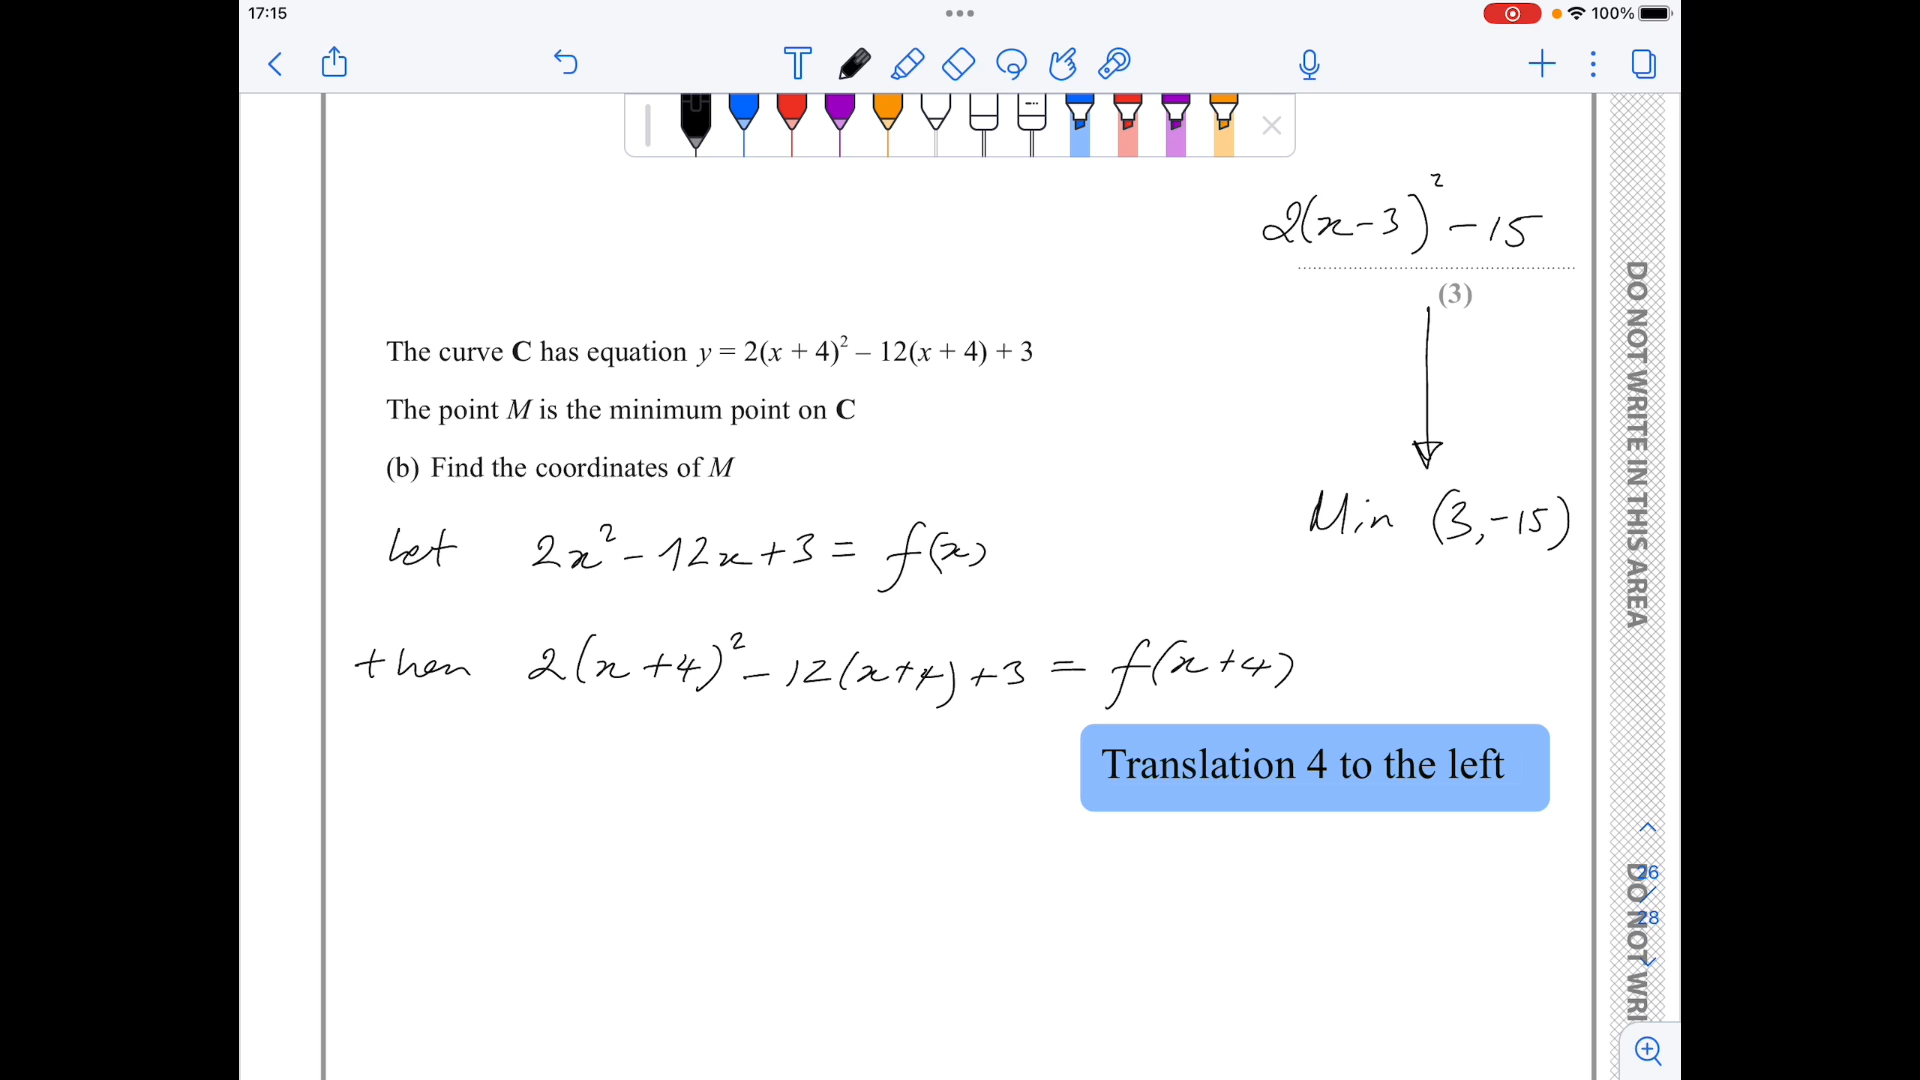 17:15
100%
2(x-3)² -15
(3)
The curve C has equation y = 2(x + 4)² – 12(x + 4) + 3
The point M is the minimum point on C
(b) Find the coordinates of M
Min (3,-15)
let 2x² - 12x + 3 = f(x)
then 2(x+4)² - 12(x+4) + 3 = f(x+4)
Translation 4 to the left
DO NOT WRITE IN THIS AREA
26
28
DO NOT WRI